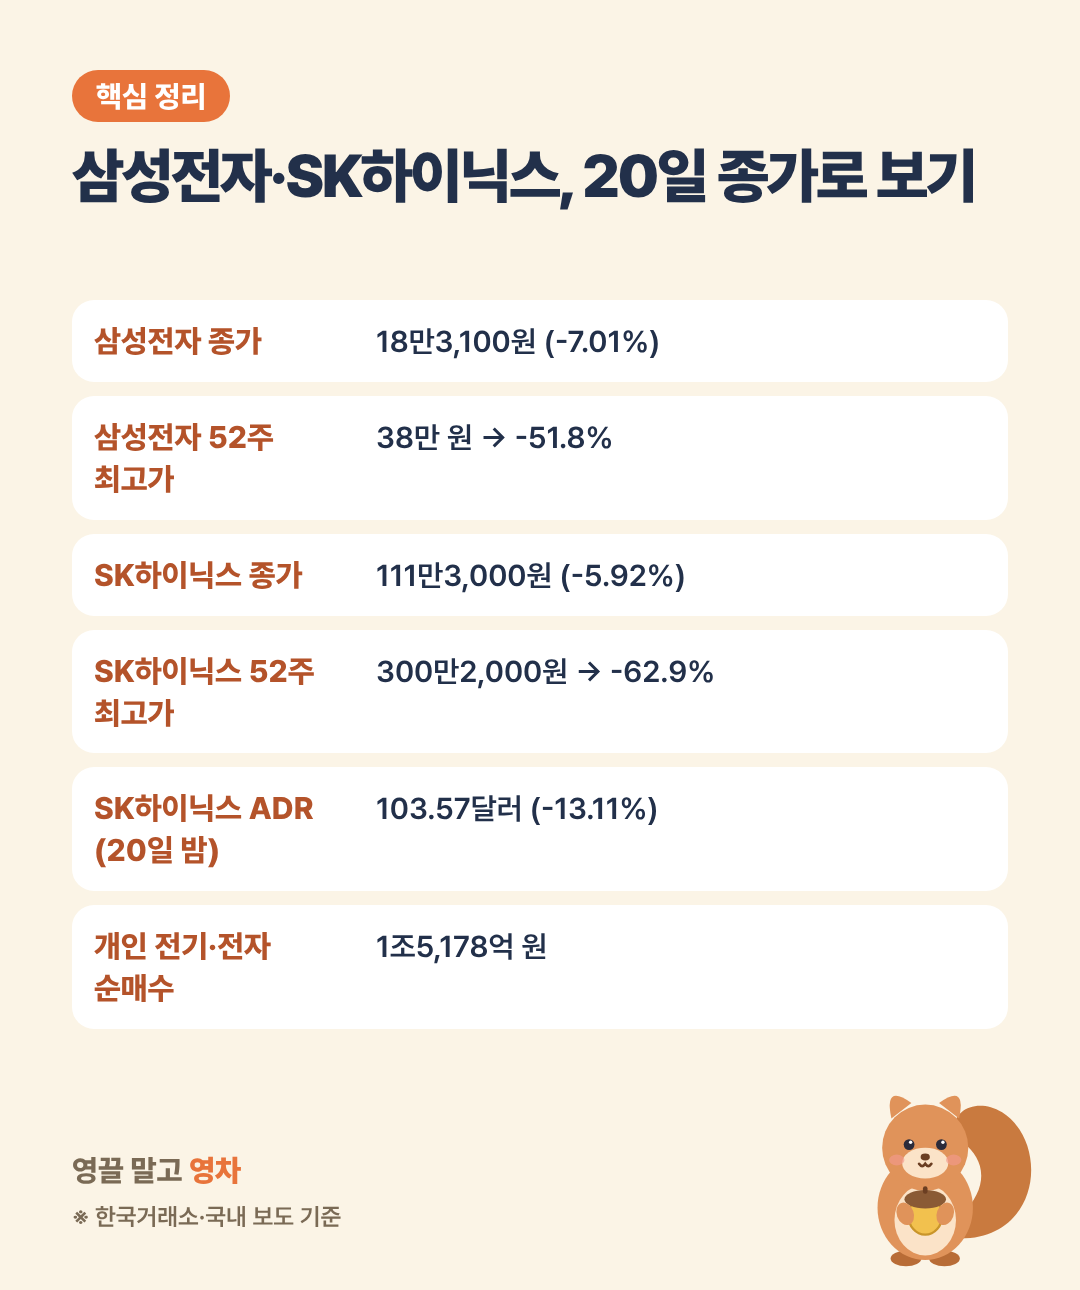 핵심 정리
삼성전자·SK하이닉스, 20일 종가로 보기
삼성전자 종가
18만3,100원 (-7.01%)
삼성전자 52주
최고가
38만 원 → -51.8%
SK하이닉스 종가
111만3,000원 (-5.92%)
SK하이닉스 52주
최고가
300만2,000원 → -62.9%
SK하이닉스 ADR
(20일 밤)
103.57달러 (-13.11%)
개인 전기·전자
순매수
1조5,178억 원
영끌 말고 영차
※ 한국거래소·국내 보도 기준